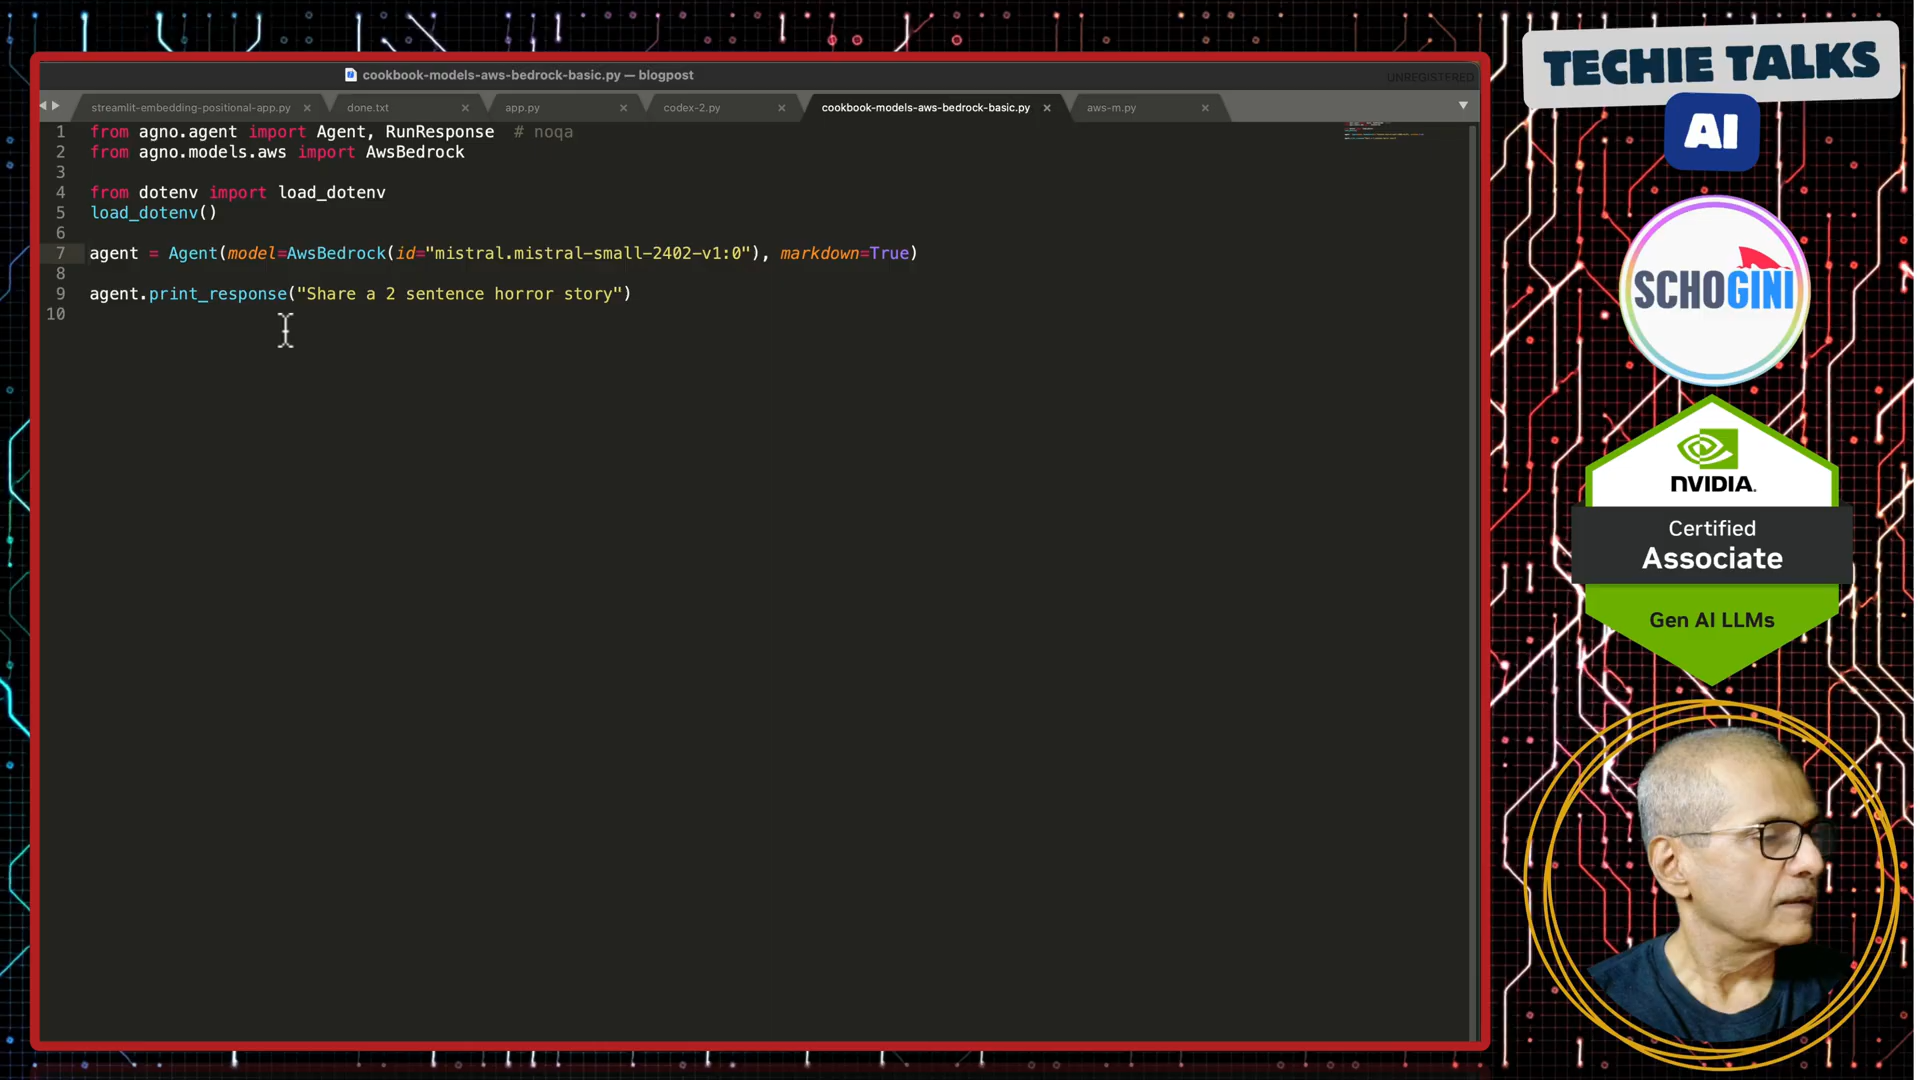 cookbook-models-aws-bedrock-basic.py — blogpost
UNREGISTERED
streamlit-embedding-positional-app.py
done.txt
app.py
codex-2.py
cookbook-models-aws-bedrock-basic.py
aws-m.py
1 from agno.agent import Agent, RunResponse  # noqa
2 from agno.models.aws import AwsBedrock
3
4 from dotenv import load_dotenv
5 load_dotenv()
6
7 agent = Agent(model=AwsBedrock(id="mistral.mistral-small-2402-v1:0"), markdown=True)
8
9 agent.print_response("Share a 2 sentence horror story")
10
TECHIE TALKS
AI
SCHOGINI
NVIDIA.
Certified
Associate
Gen AI LLMs